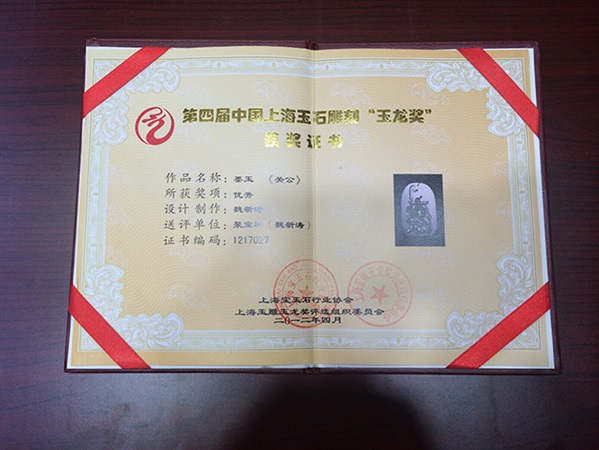 第四届中国上海玉石雕刻“玉龙奖”
获奖证书
作品名称：墨玉 《关公》
所获奖项：优秀
设计制作：魏新涛
送评单位：聚宝 （魏新涛）
证书编码：1217027
上海宝玉石行业协会
上海玉雕玉龙奖评选组织委员会
二〇一二年四月